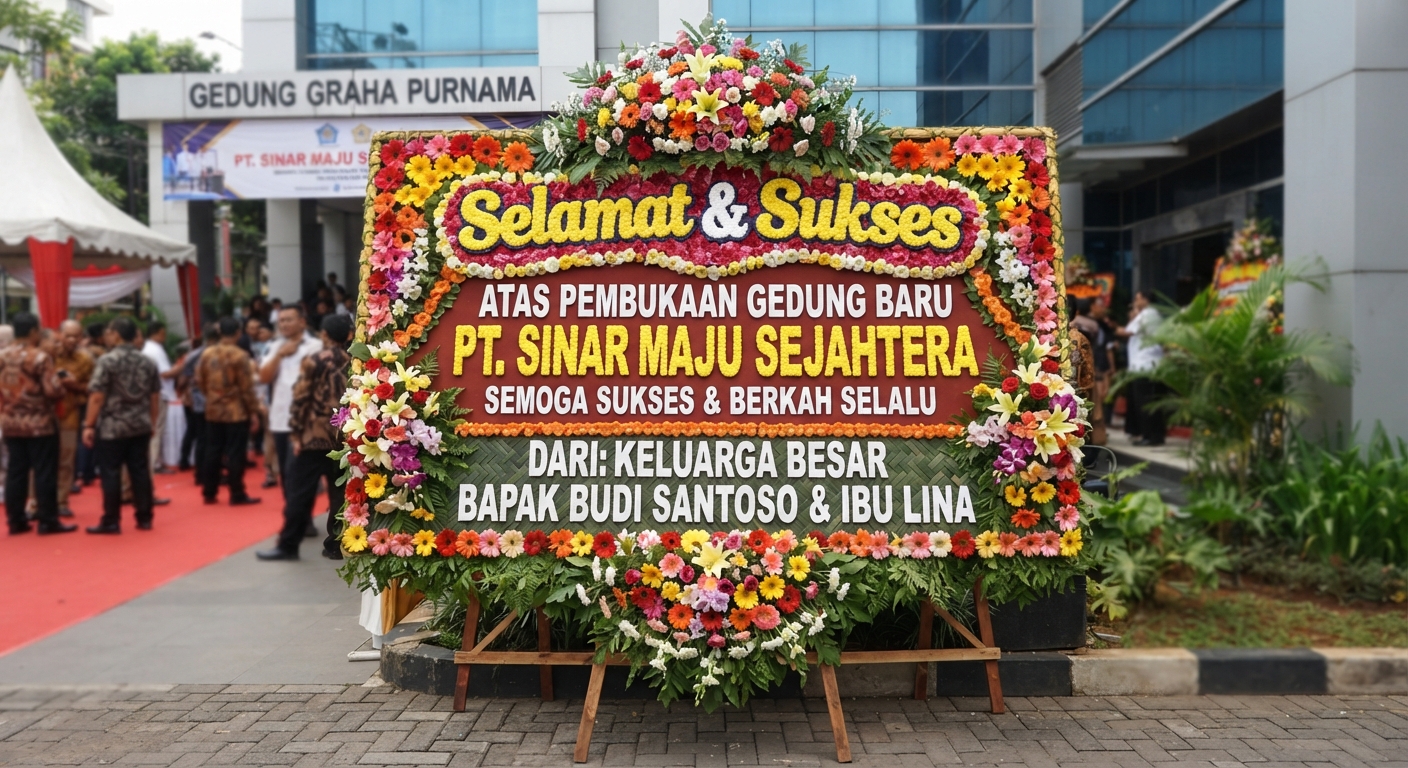 GEDUNG GRAHA PURNAMA
PT. SINAR MAJU
Selamat & Sukses
ATAS PEMBUKAAN GEDUNG BARU
PT. SINAR MAJU SEJAHTERA
SEMOGA SUKSES & BERKAH SELALU
DARI: KELUARGA BESAR
BAPAK BUDI SANTOSO & IBU LINA